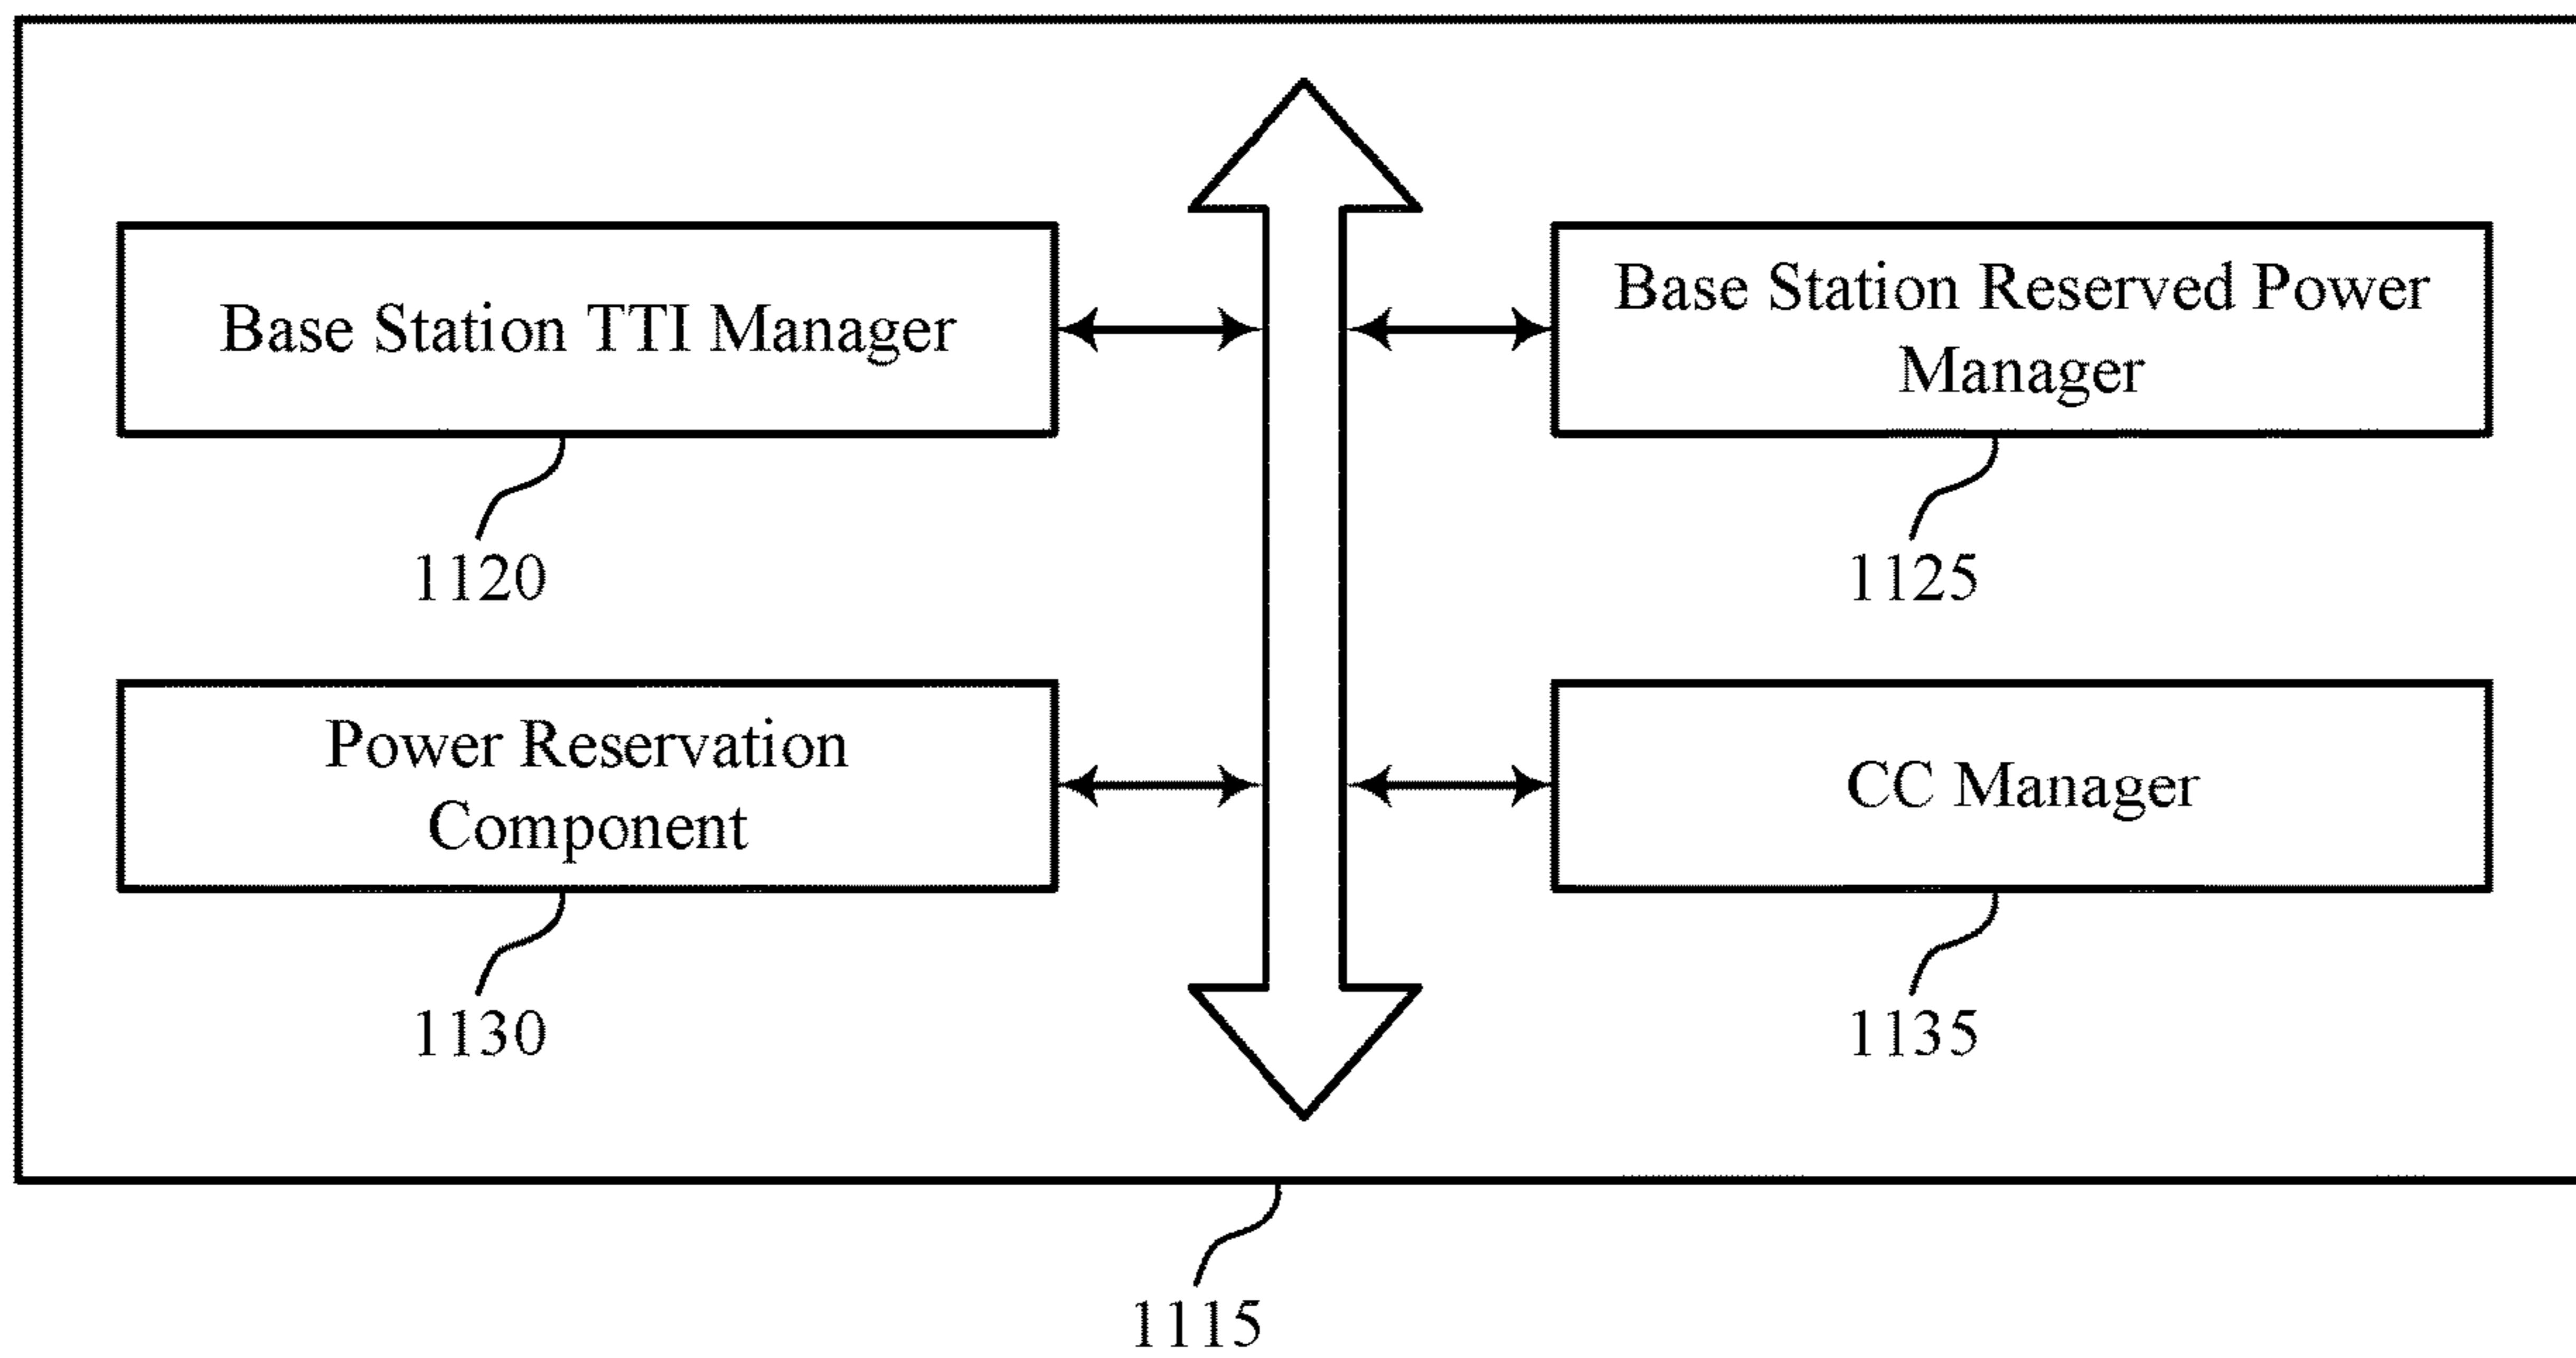 Base Station TTI Manager
1120
Base Station Reserved Power
Manager
1125
Power Reservation
Component
1130
CC Manager
1135
1115